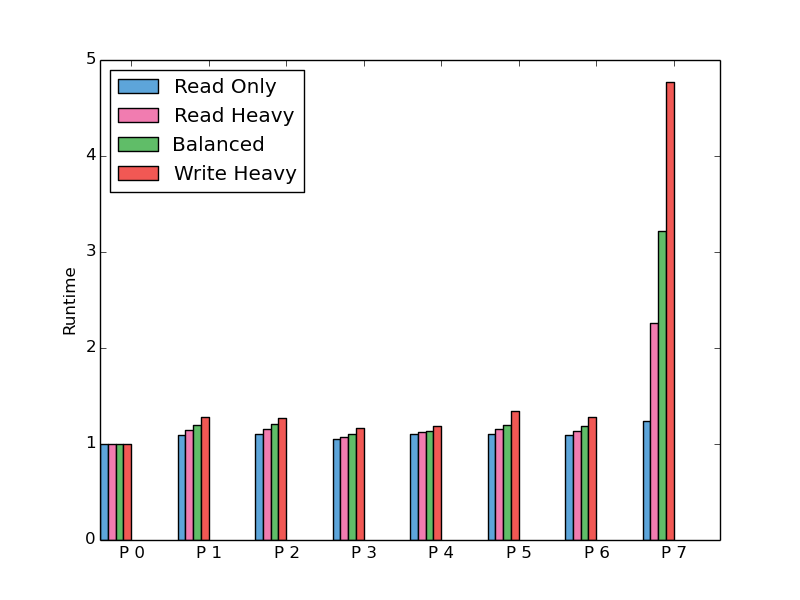 5
4
3
2
1
0
Runtime
Read Only
Read Heavy
Balanced
Write Heavy
P 0 P 1 P 2 P 3 P 4 P 5 P 6 P 7